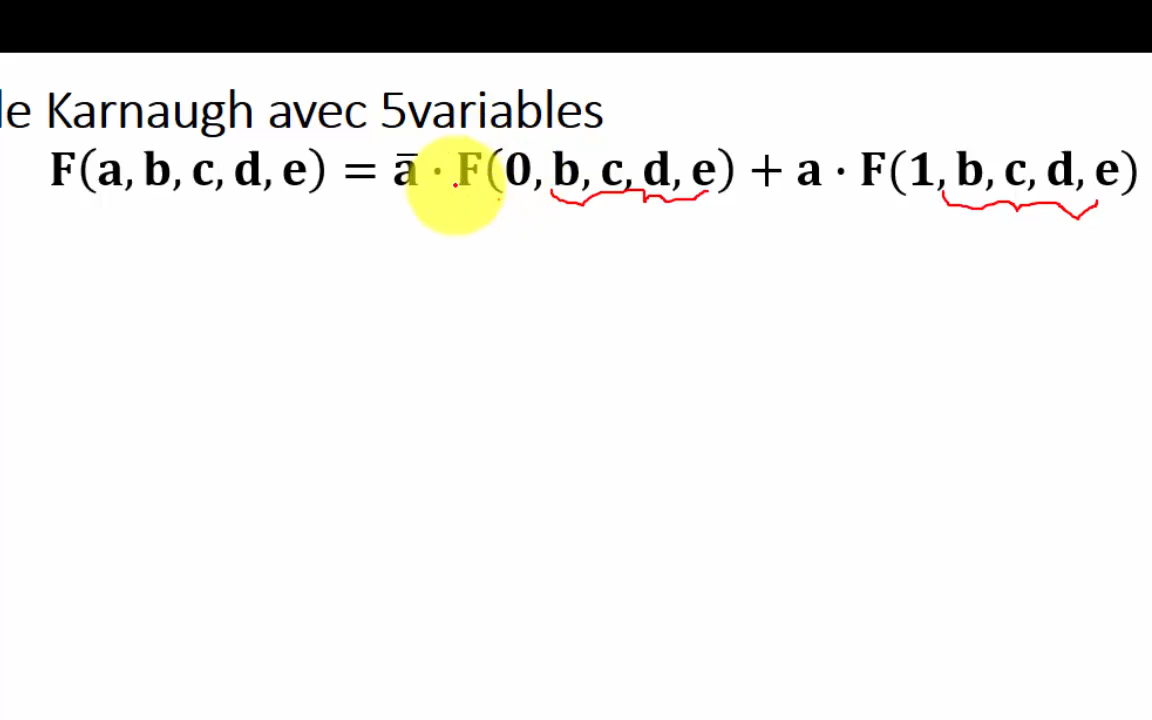 le Karnaugh avec 5variables
F(a, b, c, d, e) = a̅ · F(0, b, c, d, e) + a · F(1, b, c, d, e)